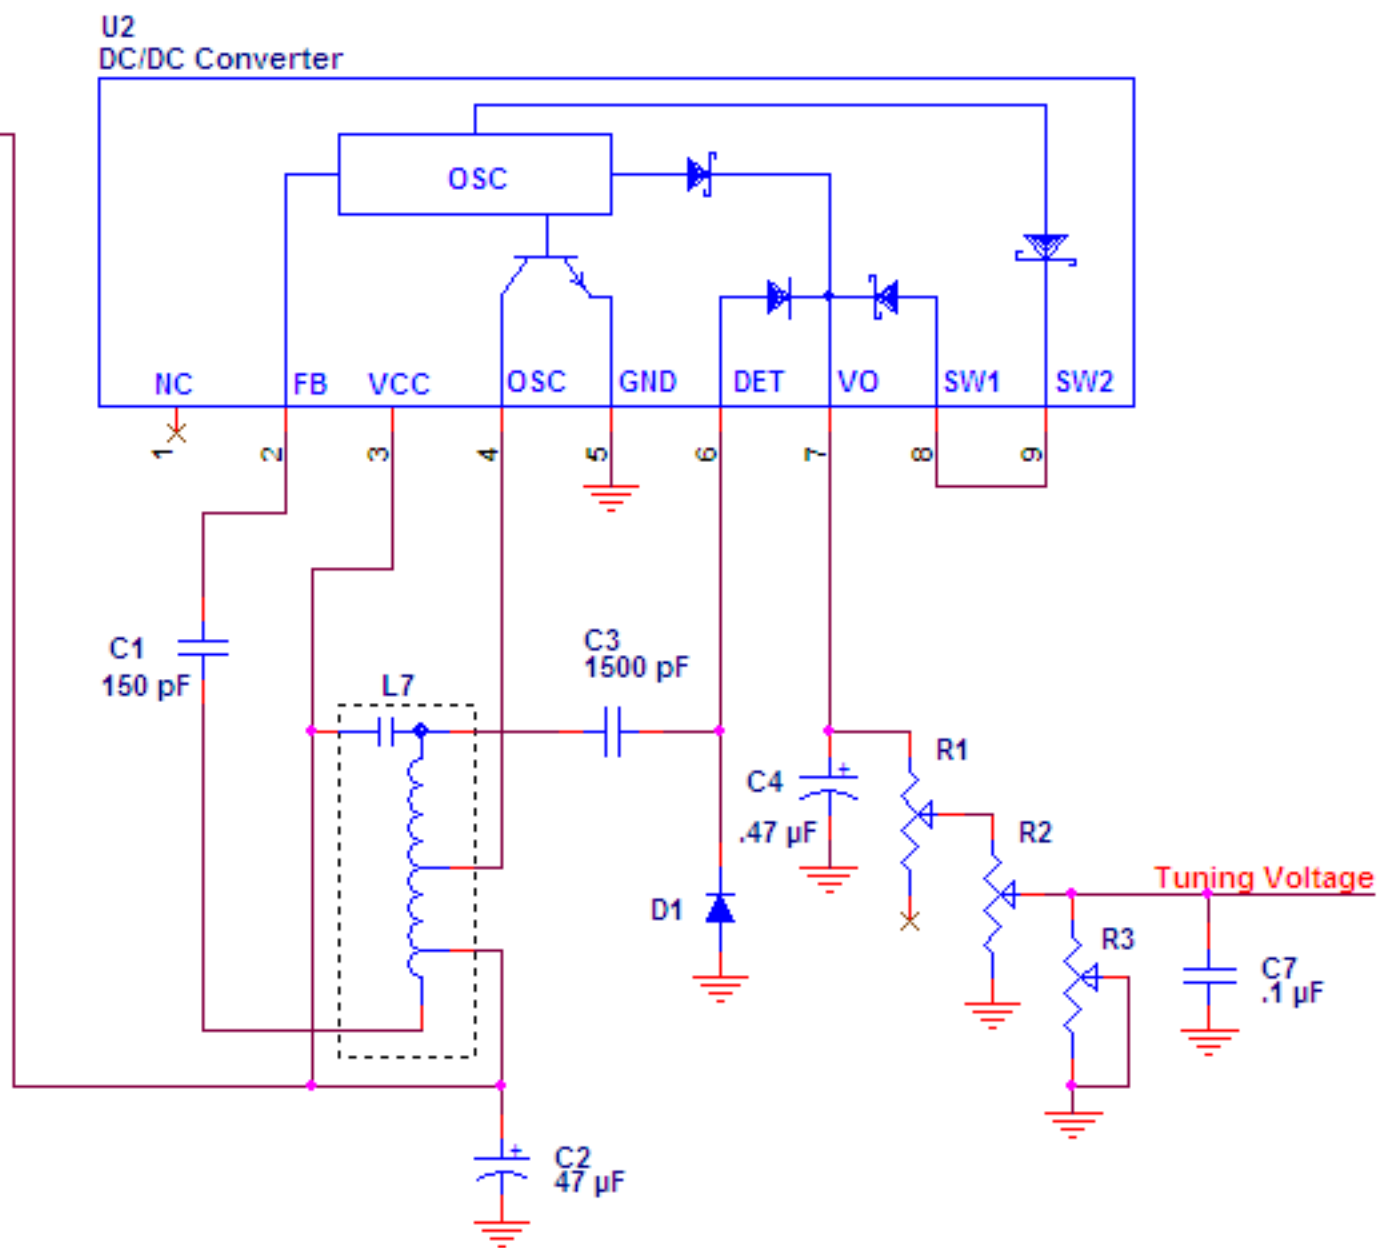 U2
DC/DC Converter
OSC
NC FB VCC OSC GND DET VO SW1 SW2
1 2 3 4 5 6 7 8 9
C1
150 pF
L7
C3
1500 pF
R1
+
C4
.47 µF
R2
Tuning Voltage
D1
R3
C7
.1 µF
+
C2
47 µF